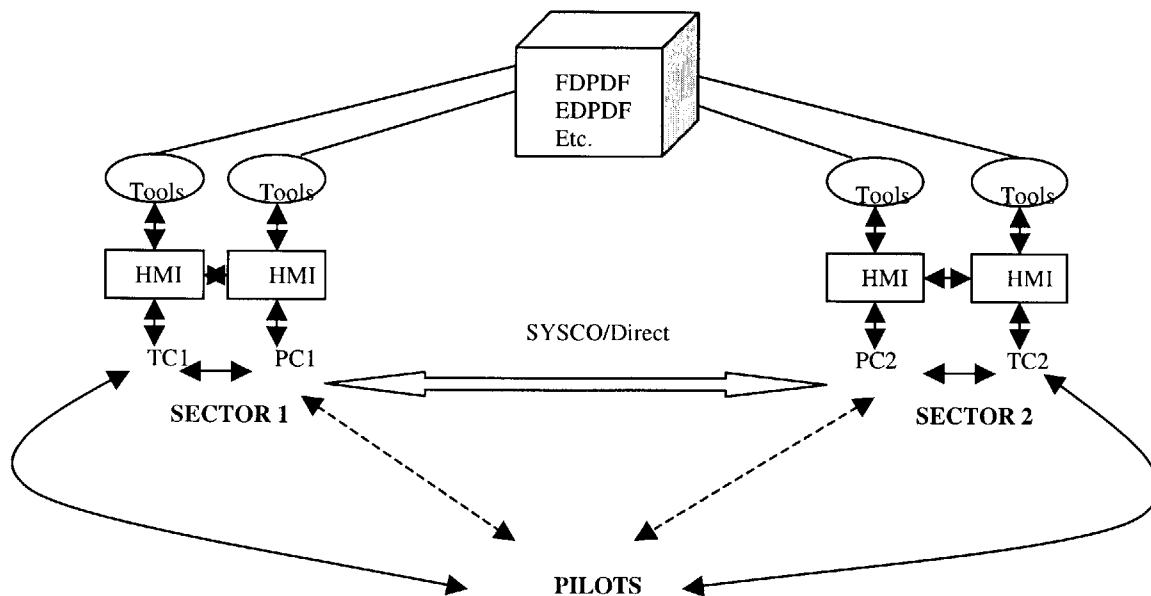 FDPDF
EDPDF
Etc.
Tools Tools Tools Tools
HMI HMI HMI HMI
SYSCO/Direct
TC1 PC1 PC2 TC2
SECTOR 1 SECTOR 2
PILOTS